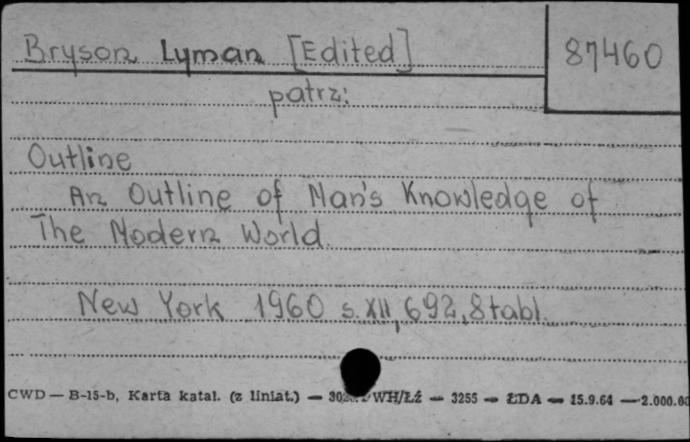 Bryson Lyman [Edited]
87460
patrz:
Outline
An Outline of Man's Knowledge of
The Modern World.
New York 1960 s. XII, 692, 8 tabl.
CWD — B-15-b, Karta katal. (z liniat.) — WH/Łź — 3255 — ŁDA — 15.9.64 — 2.000.00